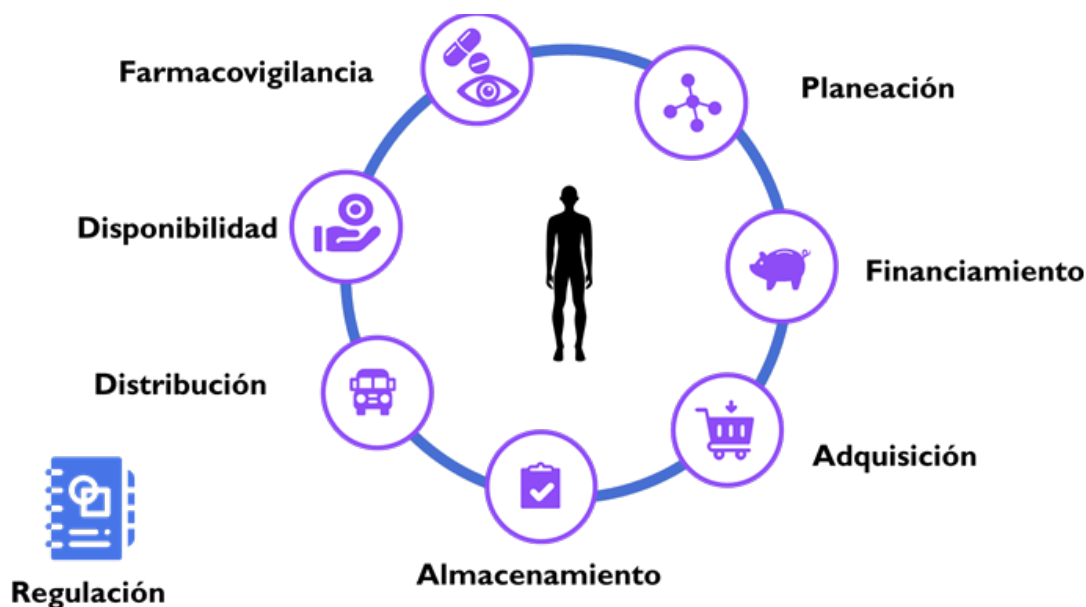 Farmacovigilancia
Planeación
Disponibilidad
Financiamiento
Distribución
Adquisición
Almacenamiento
Regulación